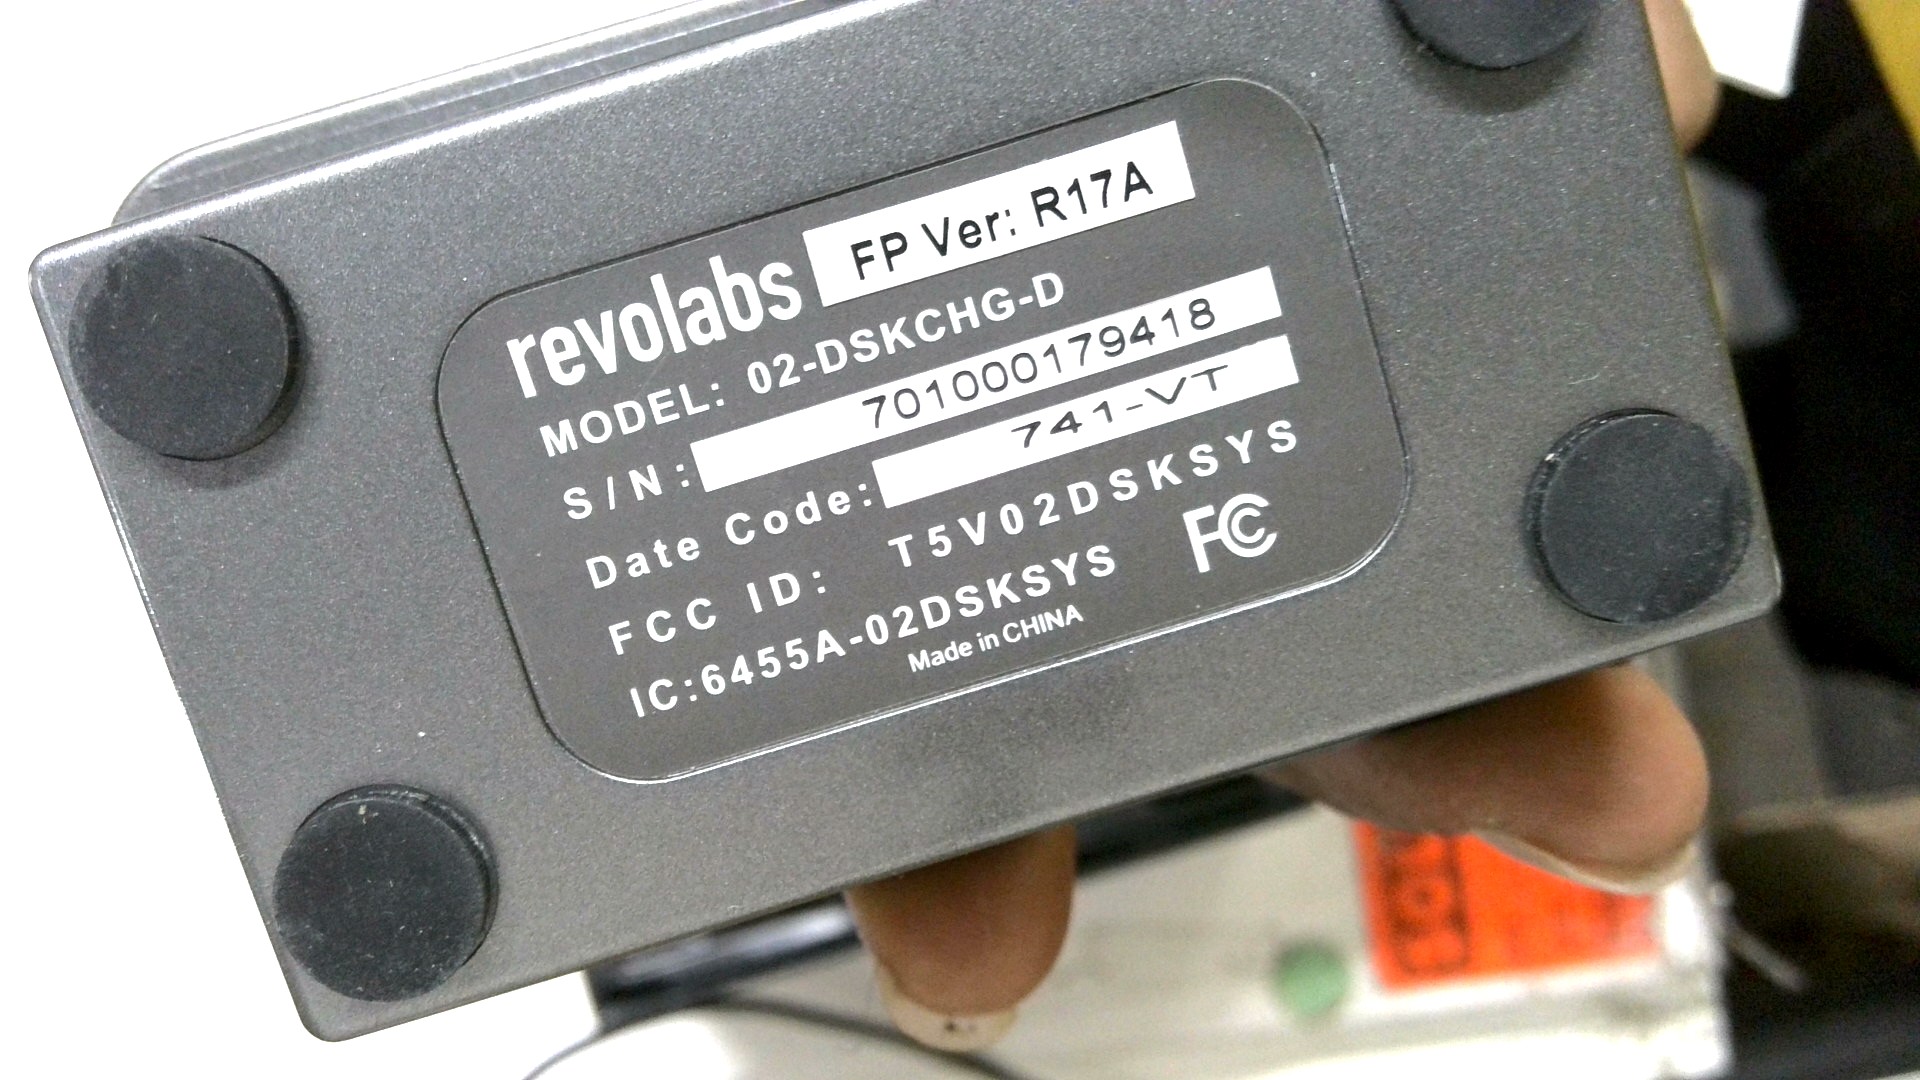 revolabs FP Ver: R17A
MODEL: 02-DSKCHG-D
S/N: 701000179418
Date Code: 741-VT
FCC ID: T5V02DSKSYS
IC:6455A-02DSKSYS FC
Made in CHINA